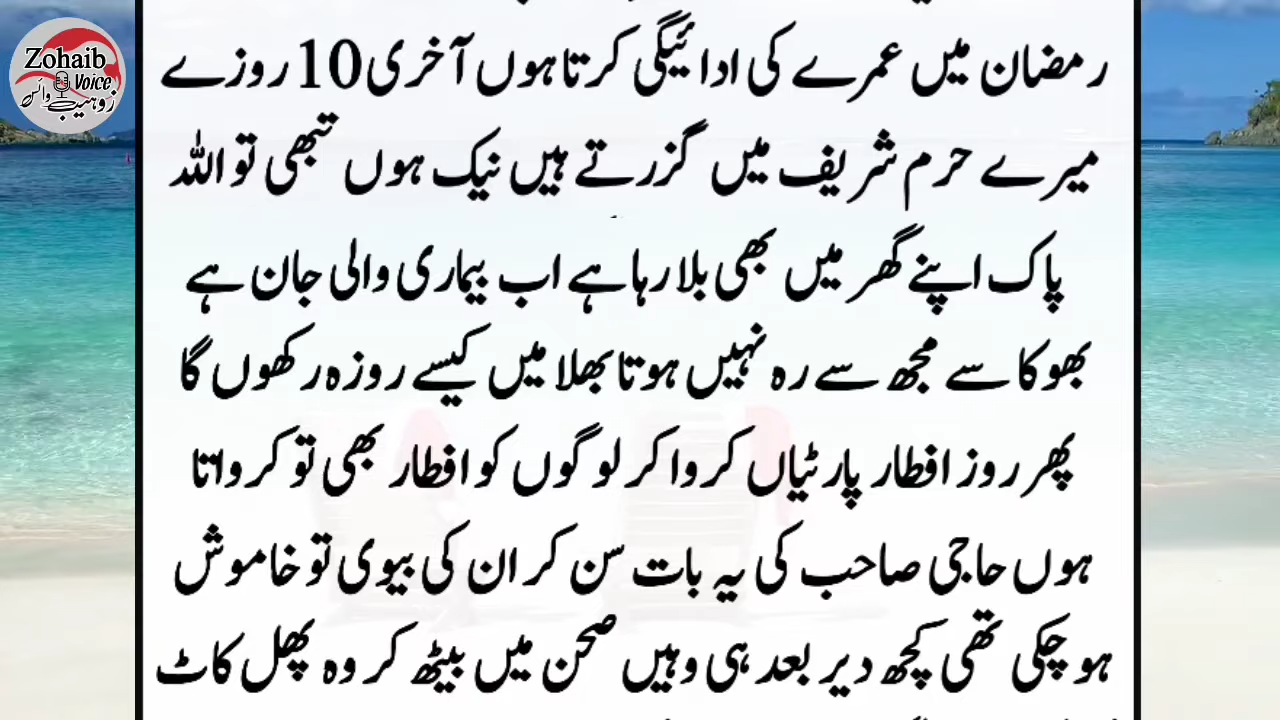 Zohaib
Voice
زوہیب وائس
رمضان میں عمرے کی ادائیگی کرتا ہوں آخری 10 روزے
میرے حرم شریف میں گزرتے ہیں نیک ہوں تبھی تو اللہ
پاک اپنے گھر میں بھی بلا رہا ہے اب بیماری والی جان ہے
بھوکا سے مجھ سے رہ نہیں ہوتا بھلا میں کیسے روزہ رکھوں گا
پھر روز افطار پارٹیاں کروا کر لوگوں کو افطار بھی تو کرواتا
ہوں حاجی صاحب کی یہ بات سن کر ان کی بیوی تو خاموش
ہو چکی تھی کچھ دیر بعد ہی وہیں صحن میں بیٹھ کر وہ پھل کاٹ